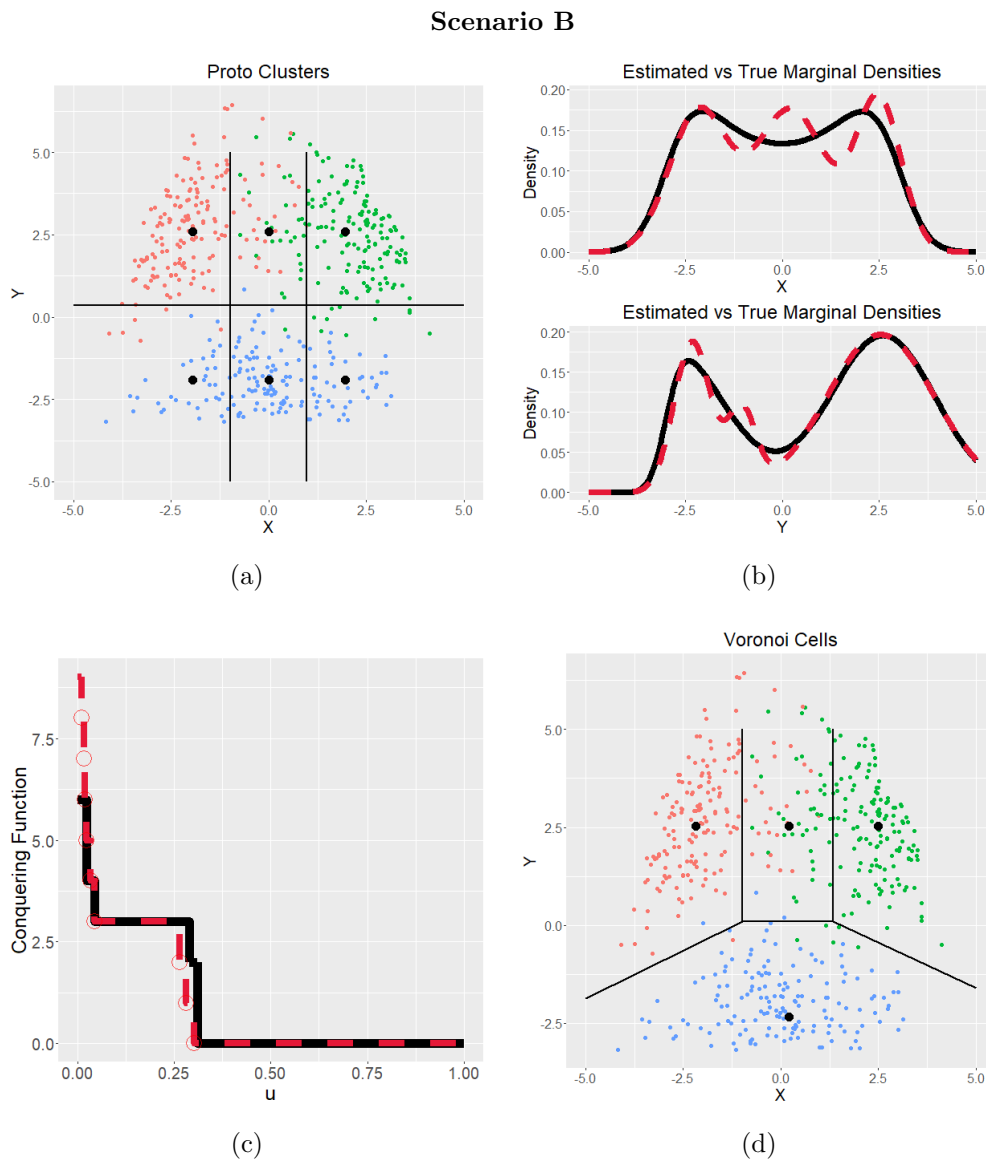 Scenario B
Proto Clusters
5.0
2.5
0.0
-2.5
-5.0
Y
-5.0 -2.5 0.0 2.5 5.0
X
(a)
Estimated vs True Marginal Densities
0.20
0.15
0.10
0.05
0.00
Density
-5.0 -2.5 0.0 2.5 5.0
X
Estimated vs True Marginal Densities
0.20
0.15
0.10
0.05
0.00
Density
-5.0 -2.5 0.0 2.5 5.0
Y
(b)
7.5
5.0
2.5
0.0
Conquering Function
0.00 0.25 0.50 0.75 1.00
u
(c)
Voronoi Cells
5.0
2.5
0.0
-2.5
Y
-5.0 -2.5 0.0 2.5 5.0
X
(d)